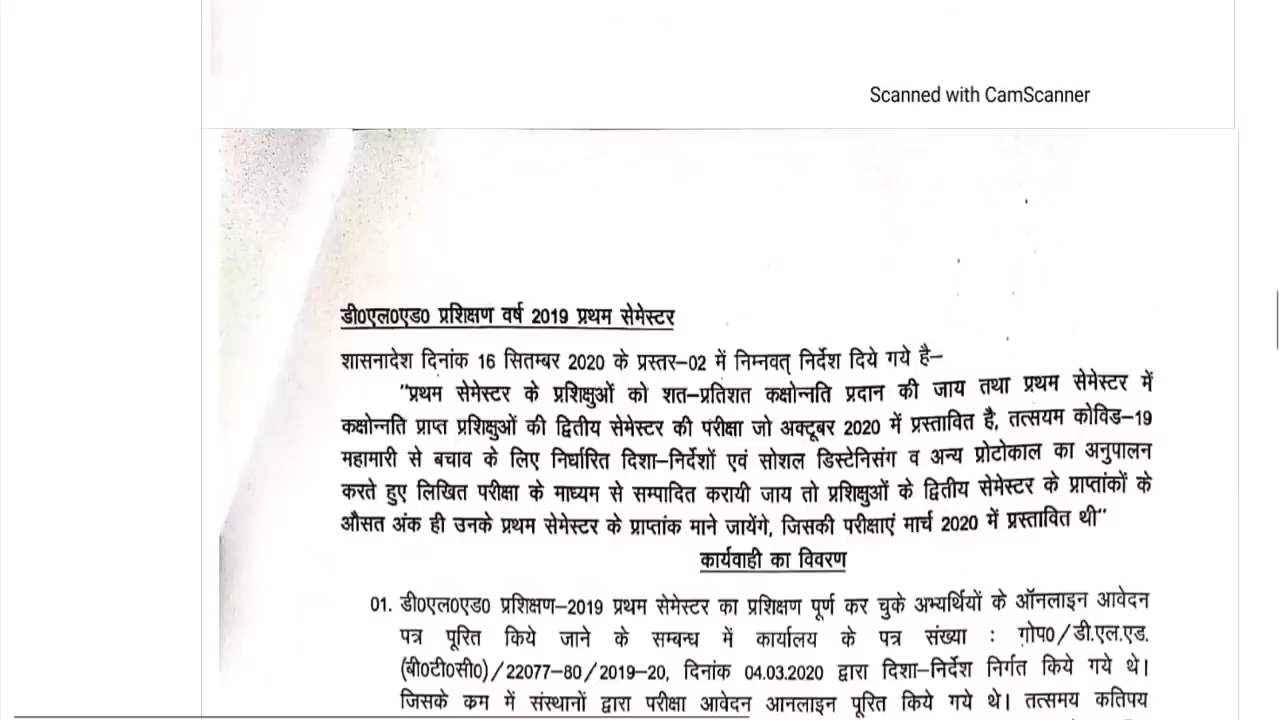 Scanned with CamScanner
डी0एल0एड0 प्रशिक्षण वर्ष 2019 प्रथम सेमेस्टर
शासनादेश दिनांक 16 सितम्बर 2020 के प्रस्तर-02 में निम्नवत् निर्देश दिये गये है-
"प्रथम सेमेस्टर के प्रशिक्षुओं को शत-प्रतिशत कक्षोन्नति प्रदान की जाय तथा प्रथम सेमेस्टर में
कक्षोन्नति प्राप्त प्रशिक्षुओं की द्वितीय सेमेस्टर की परीक्षा जो अक्टूबर 2020 में प्रस्तावित है, तत्सयम कोविड-19
महामारी से बचाव के लिए निर्धारित दिशा-निर्देशों एवं सोशल डिस्टेनिसंग व अन्य प्रोटोकाल का अनुपालन
करते हुए लिखित परीक्षा के माध्यम से सम्पादित करायी जाय तो प्रशिक्षुओं के द्वितीय सेमेस्टर के प्राप्तांकों के
औसत अंक ही उनके प्रथम सेमेस्टर के प्राप्तांक माने जायेंगे, जिसकी परीक्षाएं मार्च 2020 में प्रस्तावित थी"
कार्यवाही का विवरण
01. डी0एल0एड0 प्रशिक्षण-2019 प्रथम सेमेस्टर का प्रशिक्षण पूर्ण कर चुके अभ्यर्थियों के ऑनलाइन आवेदन
पत्र पूरित किये जाने के सम्बन्ध में कार्यालय के पत्र संख्या : गोप0/डी.एल.एड.
(बी0टी0सी0)/22077-80/2019-20, दिनांक 04.03.2020 द्वारा दिशा-निर्देश निर्गत किये गये थे।
जिसके कम में संस्थानों द्वारा परीक्षा आवेदन आनलाइन पूरित किये गये थे। तत्समय कतिपय